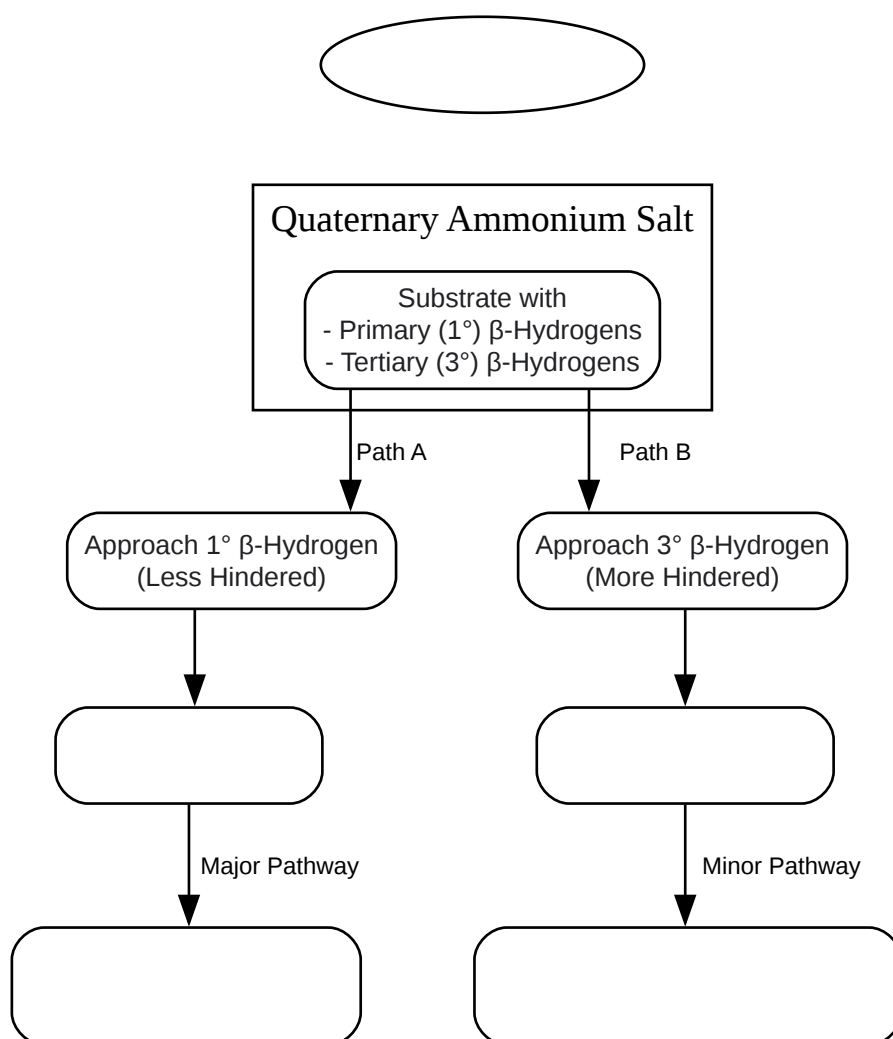 Quaternary Ammonium Salt
Substrate with
- Primary (1°) β-Hydrogens
- Tertiary (3°) β-Hydrogens
Path A
Path B
Approach 1° β-Hydrogen
(Less Hindered)
Approach 3° β-Hydrogen
(More Hindered)
Major Pathway
Minor Pathway